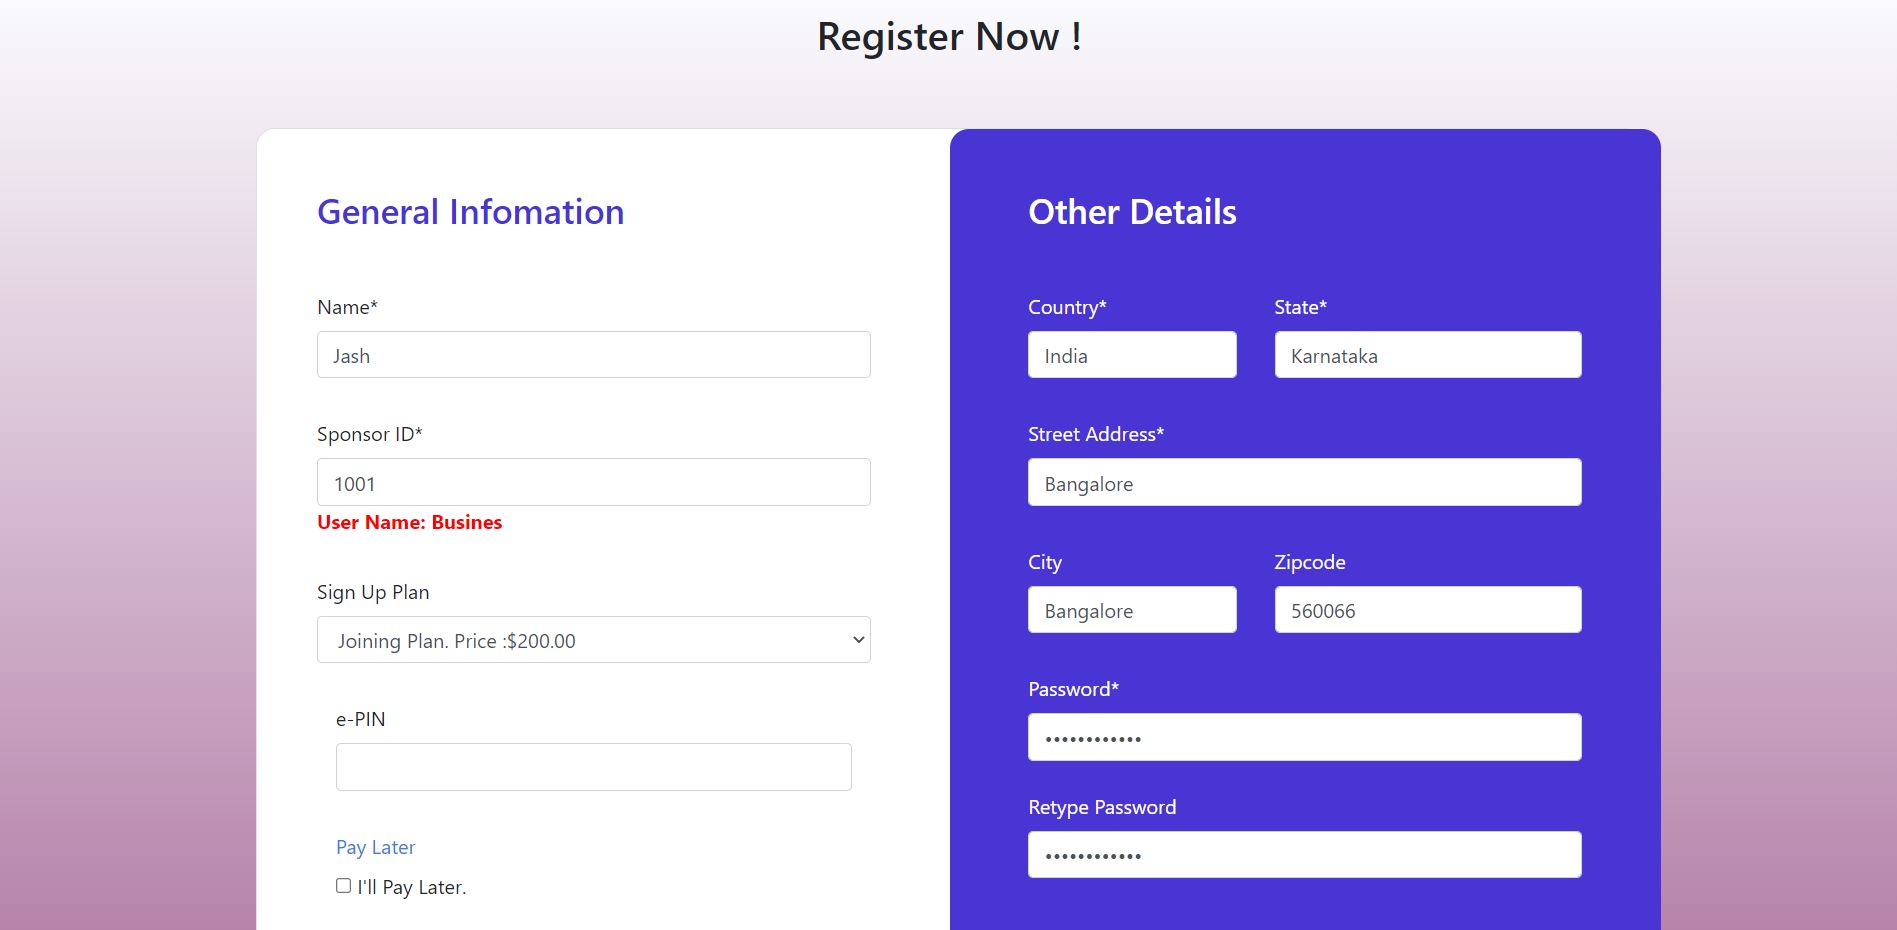 Register Now !
General Infomation
Name*
Jash
Sponsor ID*
1001
User Name: Busines
Sign Up Plan
Joining Plan. Price :$200.00
e-PIN
Pay Later
I'll Pay Later.
Other Details
Country* State*
India Karnataka
Street Address*
Bangalore
City Zipcode
Bangalore 560066
Password*
••••••••••••
Retype Password
••••••••••••